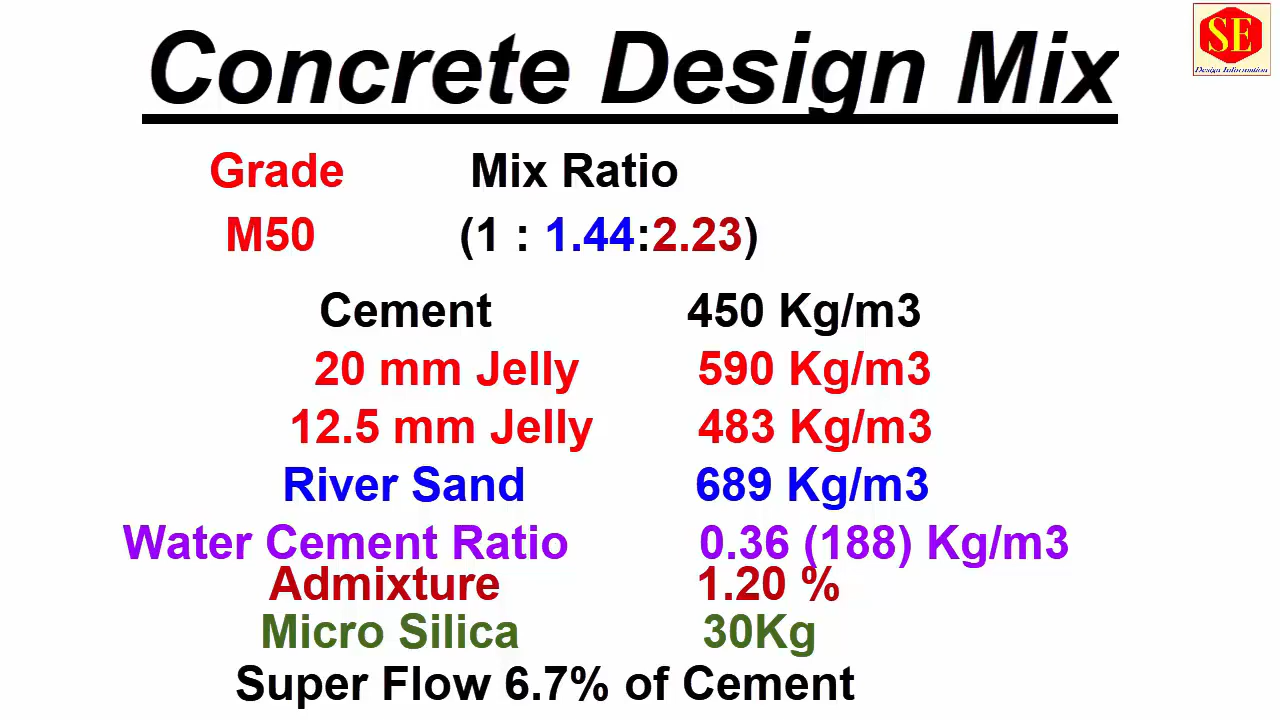 Concrete Design Mix
SE
Design Information
Grade Mix Ratio
M50 (1 : 1.44:2.23)
Cement 450 Kg/m3
20 mm Jelly 590 Kg/m3
12.5 mm Jelly 483 Kg/m3
River Sand 689 Kg/m3
Water Cement Ratio 0.36 (188) Kg/m3
Admixture 1.20 %
Micro Silica 30Kg
Super Flow 6.7% of Cement